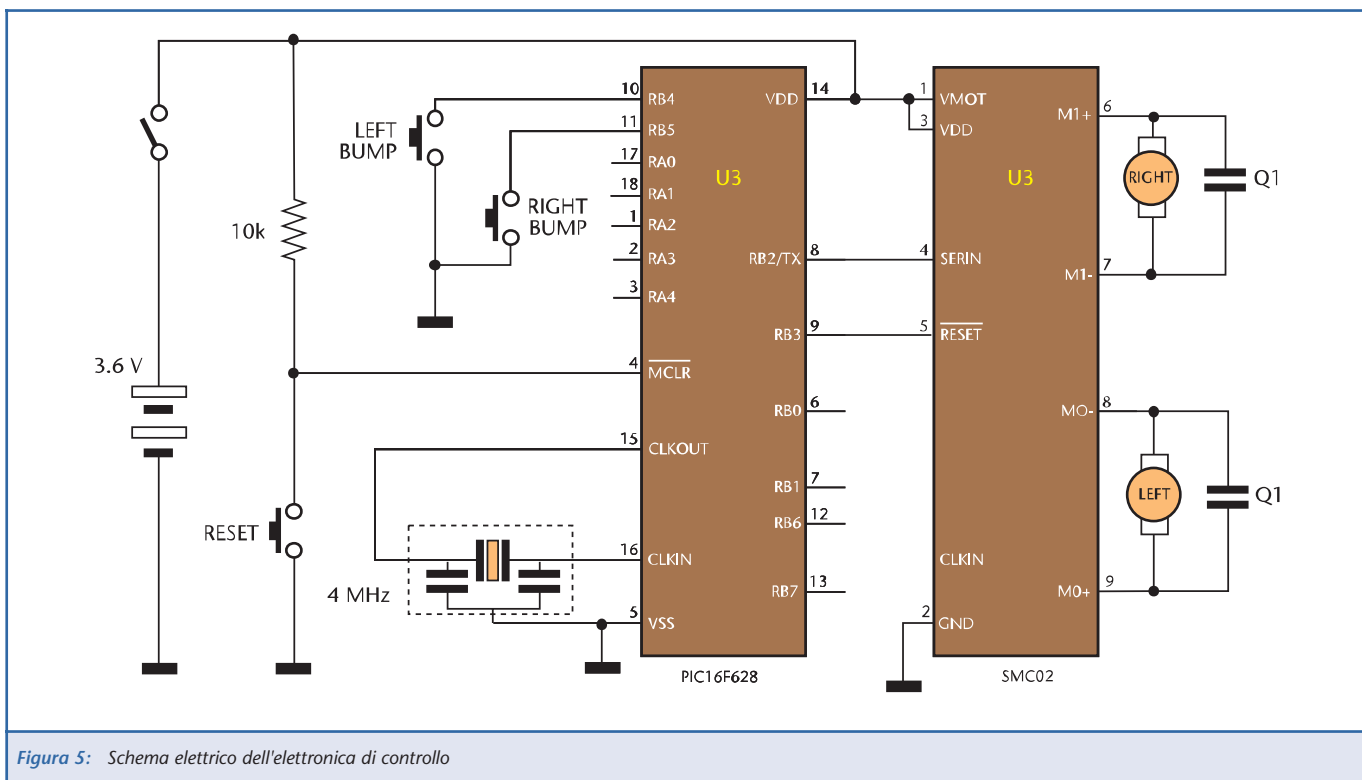 10
RB4
VDD
14
1
VMOT
M1+
6
LEFT
BUMP
11
RB5
3
VDD
17
RA0
U3
U3
RIGHT
Q1
18
RA1
RIGHT
BUMP
1
RA2
10k
2
RA3
RB2/TX
8
4
SERIN
M1-
7
3
RA4
RB3
9
5
RESET
3.6 V
4
MCLR
RB0
6
MO-
8
15
CLKOUT
RB1
7
LEFT
Q1
RB6
12
RESET
16
CLKIN
CLKIN
4 MHz
RB7
13
M0+
9
5
VSS
2
GND
PIC16F628
SMC02
Figura 5: Schema elettrico dell'elettronica di controllo